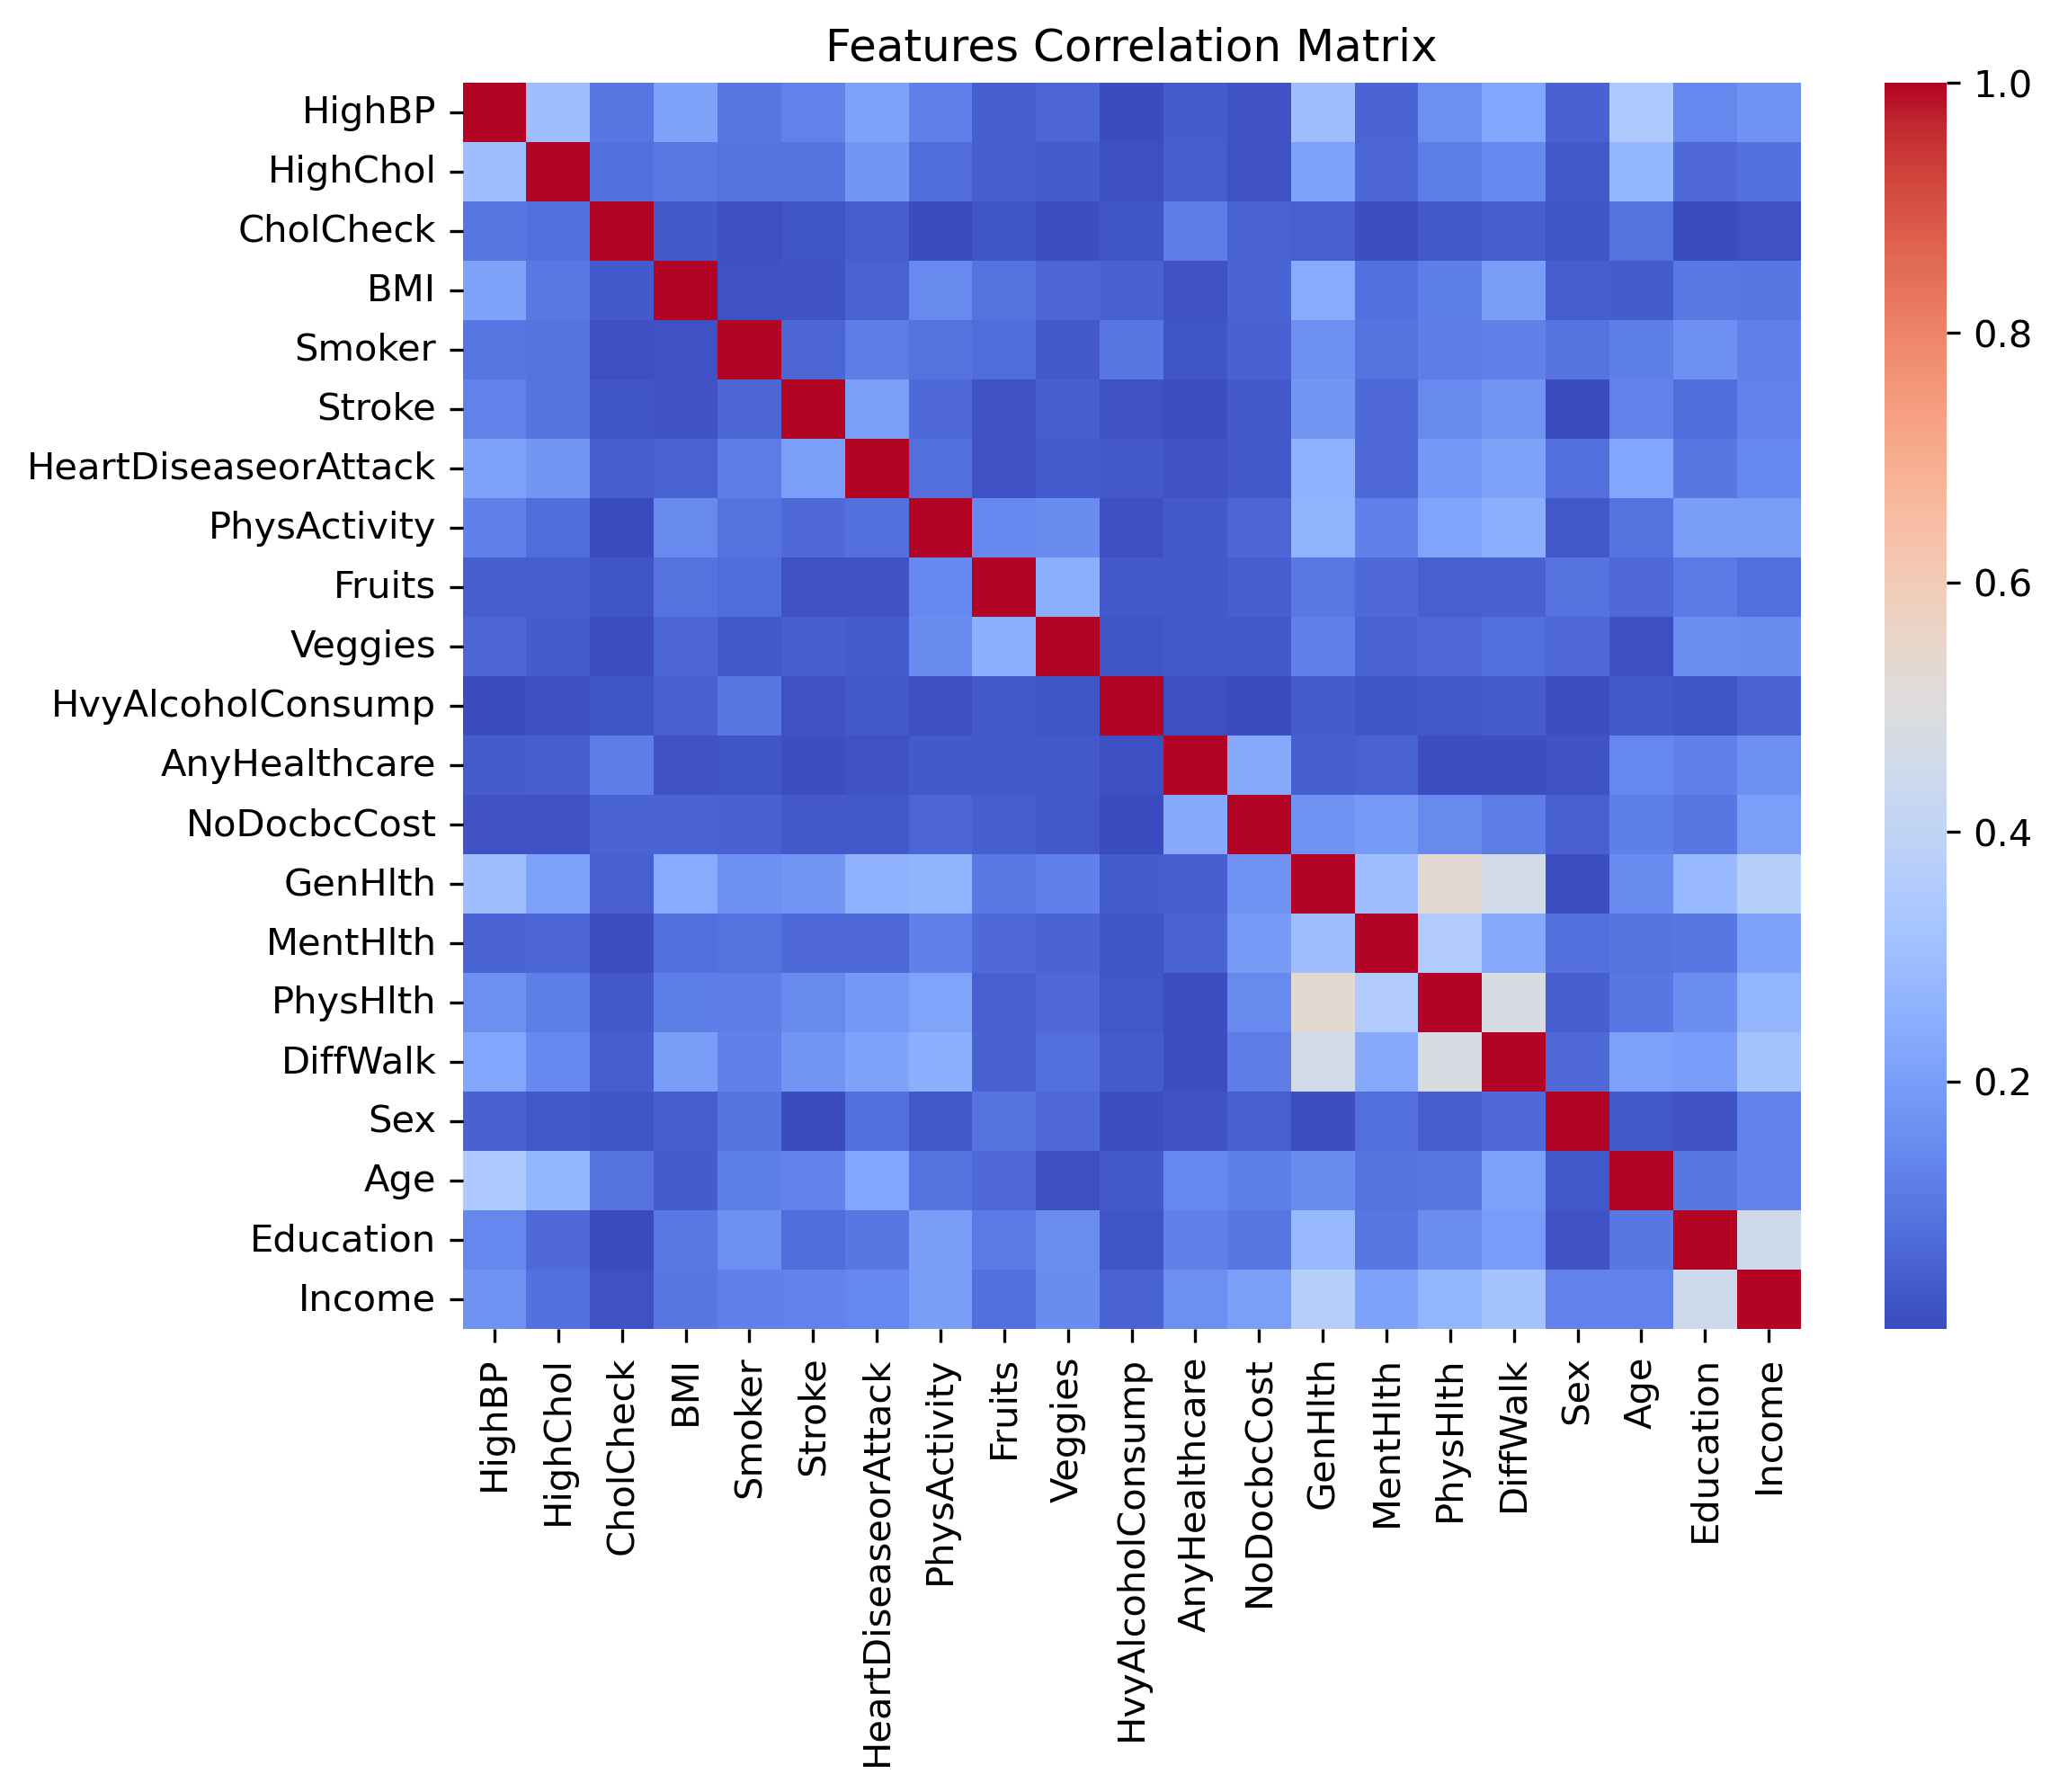 Features Correlation Matrix
HighBP
HighChol
CholCheck
BMI
Smoker
Stroke
HeartDiseaseorAttack
PhysActivity
Fruits
Veggies
HvyAlcoholConsump
AnyHealthcare
NoDocbcCost
GenHlth
MentHlth
PhysHlth
DiffWalk
Sex
Age
Education
Income
HighBP
HighChol
CholCheck
BMI
Smoker
Stroke
HeartDiseaseorAttack
PhysActivity
Fruits
Veggies
HvyAlcoholConsump
AnyHealthcare
NoDocbcCost
GenHlth
MentHlth
PhysHlth
DiffWalk
Sex
Age
Education
Income
1.0
0.8
0.6
0.4
0.2